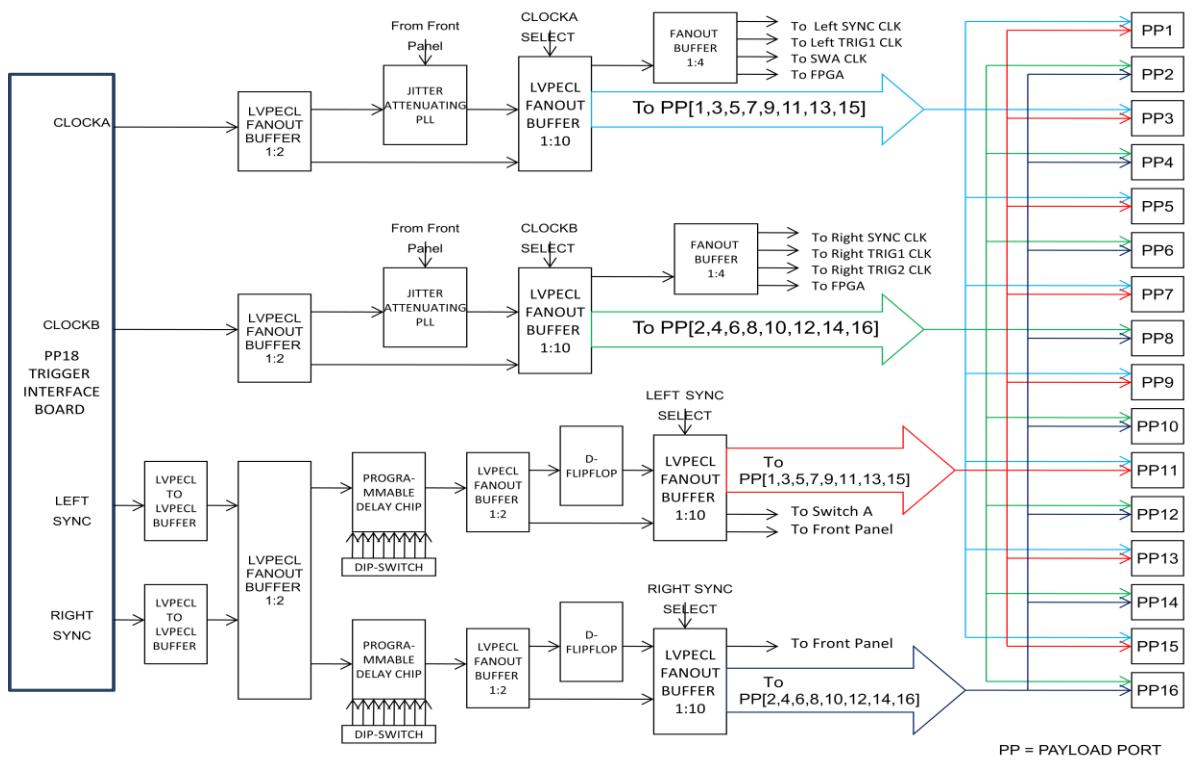 CLOCKA
CLOCKB
PP18
TRIGGER
INTERFACE
BOARD
LEFT
SYNC
RIGHT
SYNC
LVPECL
FANOUT
BUFFER
1:2
From Front
Panel
JITTER
ATTENUATING
PLL
CLOCKA
SELECT
LVPECL
FANOUT
BUFFER
1:10
FANOUT
BUFFER
1:4
To Left SYNC CLK
To Left TRIG1 CLK
To SWA CLK
To FPGA
To PP[1,3,5,7,9,11,13,15]
LVPECL
FANOUT
BUFFER
1:2
From Front
Panel
JITTER
ATTENUATING
PLL
CLOCKB
SELECT
LVPECL
FANOUT
BUFFER
1:10
FANOUT
BUFFER
1:4
To Right SYNC CLK
To Right TRIG1 CLK
To Right TRIG2 CLK
To FPGA
To PP[2,4,6,8,10,12,14,16]
LVPECL
TO
LVPECL
BUFFER
LVPECL
TO
LVPECL
BUFFER
LVPECL
FANOUT
BUFFER
1:2
PROGRA-
MMABLE
DELAY CHIP
DIP-SWITCH
LVPECL
FANOUT
BUFFER
1:2
D-
FLIPFLOP
LEFT SYNC
SELECT
LVPECL
FANOUT
BUFFER
1:10
To
PP[1,3,5,7,9,11,13,15]
To Switch A
To Front Panel
PROGRA-
MMABLE
DELAY CHIP
DIP-SWITCH
LVPECL
FANOUT
BUFFER
1:2
D-
FLIPFLOP
RIGHT SYNC
SELECT
LVPECL
FANOUT
BUFFER
1:10
To Front Panel
To
PP[2,4,6,8,10,12,14,16]
PP1
PP2
PP3
PP4
PP5
PP6
PP7
PP8
PP9
PP10
PP11
PP12
PP13
PP14
PP15
PP16
PP = PAYLOAD PORT